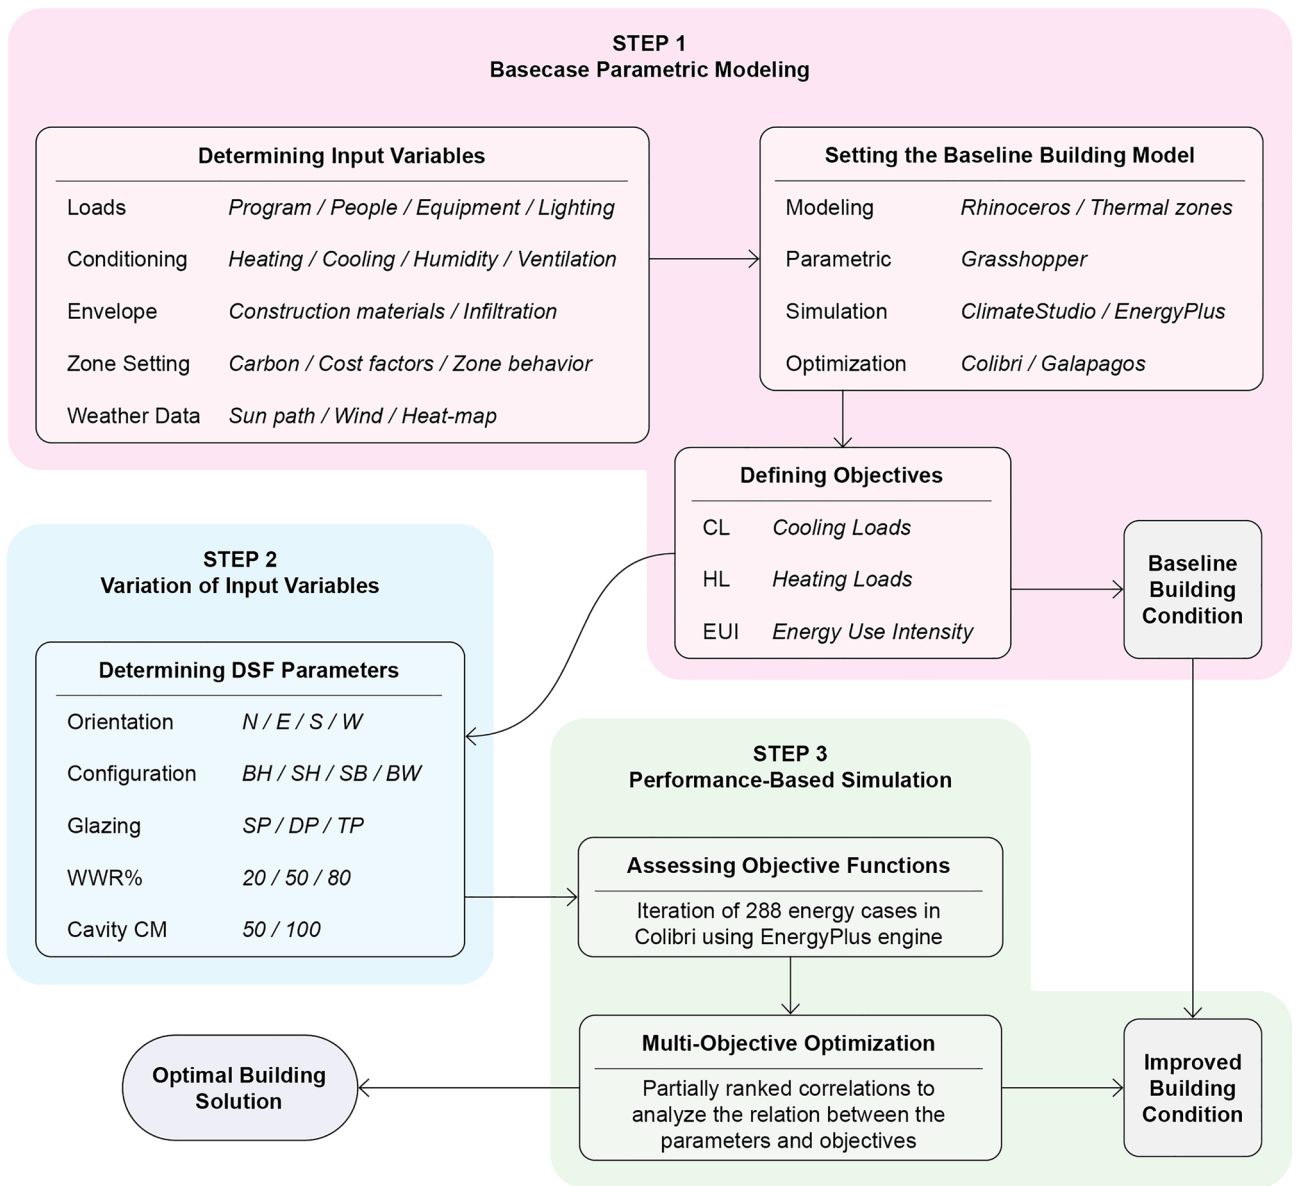 STEP 1
Basecase Parametric Modeling
Determining Input Variables
Loads Program / People / Equipment / Lighting
Conditioning Heating / Cooling / Humidity / Ventilation
Envelope Construction materials / Infiltration
Zone Setting Carbon / Cost factors / Zone behavior
Weather Data Sun path / Wind / Heat-map
Setting the Baseline Building Model
Modeling Rhinoceros / Thermal zones
Parametric Grasshopper
Simulation ClimateStudio / EnergyPlus
Optimization Colibri / Galapagos
Defining Objectives
CL Cooling Loads
HL Heating Loads
EUI Energy Use Intensity
Baseline
Building
Condition
STEP 2
Variation of Input Variables
Determining DSF Parameters
Orientation N / E / S / W
Configuration BH / SH / SB / BW
Glazing SP / DP / TP
WWR% 20 / 50 / 80
Cavity CM 50 / 100
STEP 3
Performance-Based Simulation
Assessing Objective Functions
Iteration of 288 energy cases in
Colibri using EnergyPlus engine
Multi-Objective Optimization
Partially ranked correlations to
analyze the relation between the
parameters and objectives
Improved
Building
Condition
Optimal Building
Solution